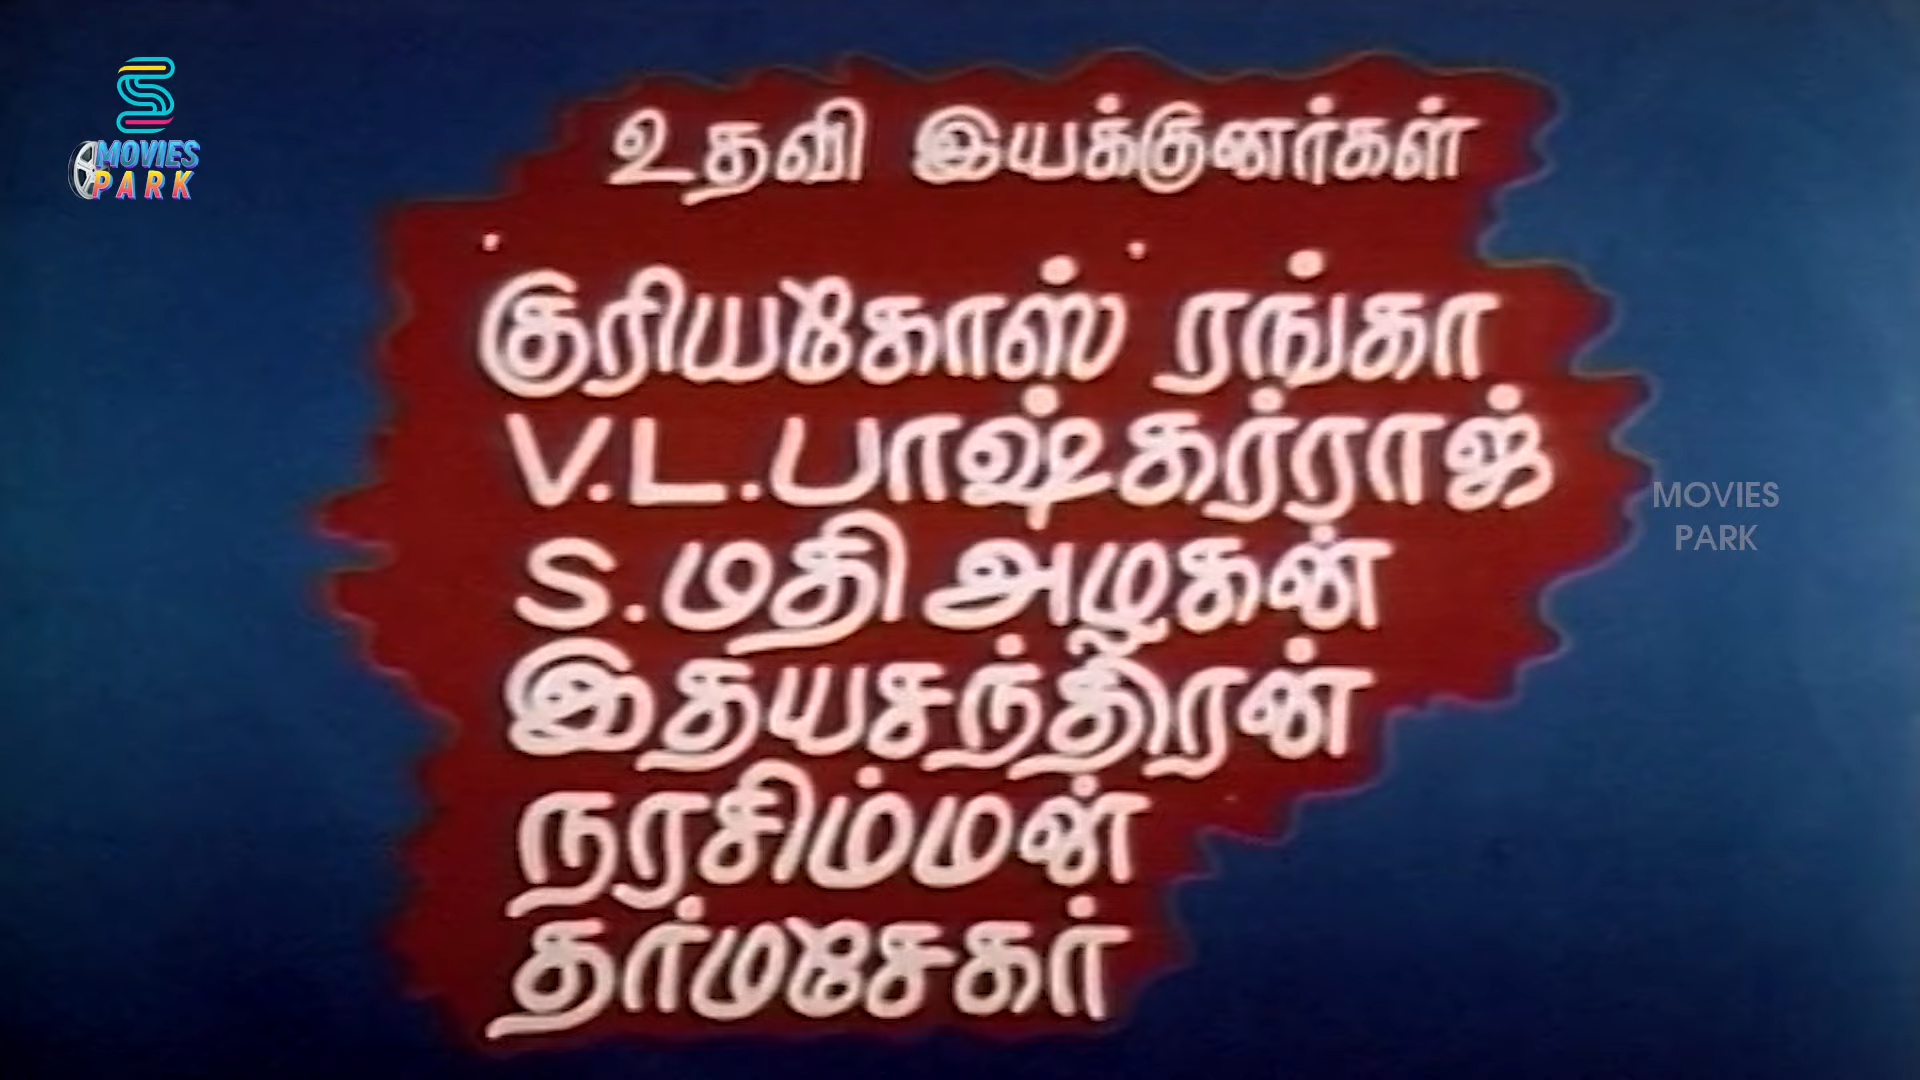 S
MOVIES
PARK
உதவி இயக்குனர்கள்
குரியகோஸ் ரங்கா
V.L.பாஷ்கர்ராஜ்
S.மதி அழகன்
இதயசந்திரன்
நரசிம்மன்
தர்மசேகர்
MOVIES
PARK